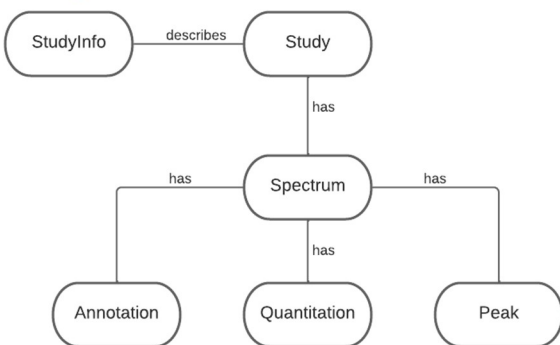 StudyInfo
describes
Study
has
Spectrum
has
has
has
Annotation
Quantitation
Peak